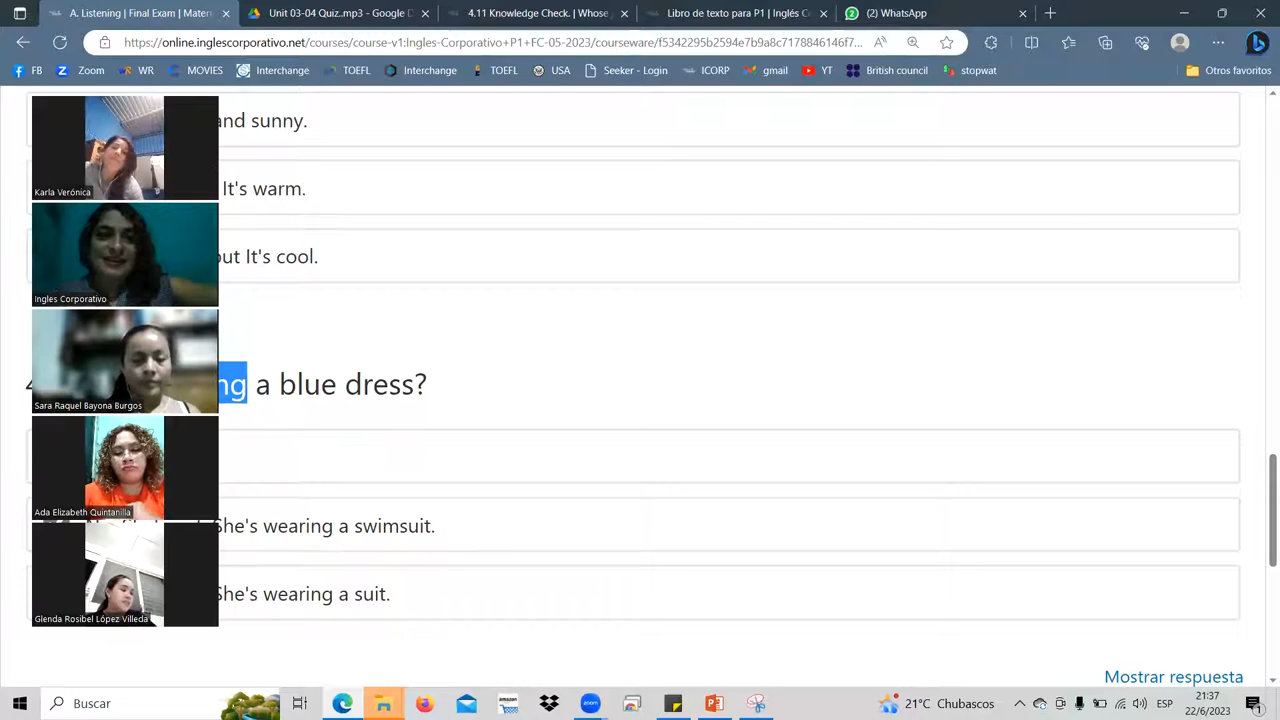 A. Listening | Final Exam | Mater
Unit 03-04 Quiz.mp3 - Google D
4.11 Knowledge Check. | Whose
Libro de texto para P1 | Inglés C
(2) WhatsApp
https://online.inglescorporativo.net/courses/course-v1:Ingles-Corporativo+P1+FC-05-2023/courseware/f5342295b2594e7b9a8c7178846146f7...
FB
Zoom
WR
MOVIES
Interchange
TOEFL
Interchange
TOEFL
USA
Seeker - Login
ICORP
gmail
YT
British council
stopwat
Otros favoritos
and sunny.
It's warm.
but It's cool.
Karla Verónica
Ingles Corporativo
Sara Raquel Bayona Burgos
Ada Elizabeth Quintanilla
Glenda Rosibel López Villeda
ng a blue dress?
She's wearing a swimsuit.
She's wearing a suit.
Mostrar respuesta
Buscar
21°C Chubascos
ESP
21:37
22/6/2023